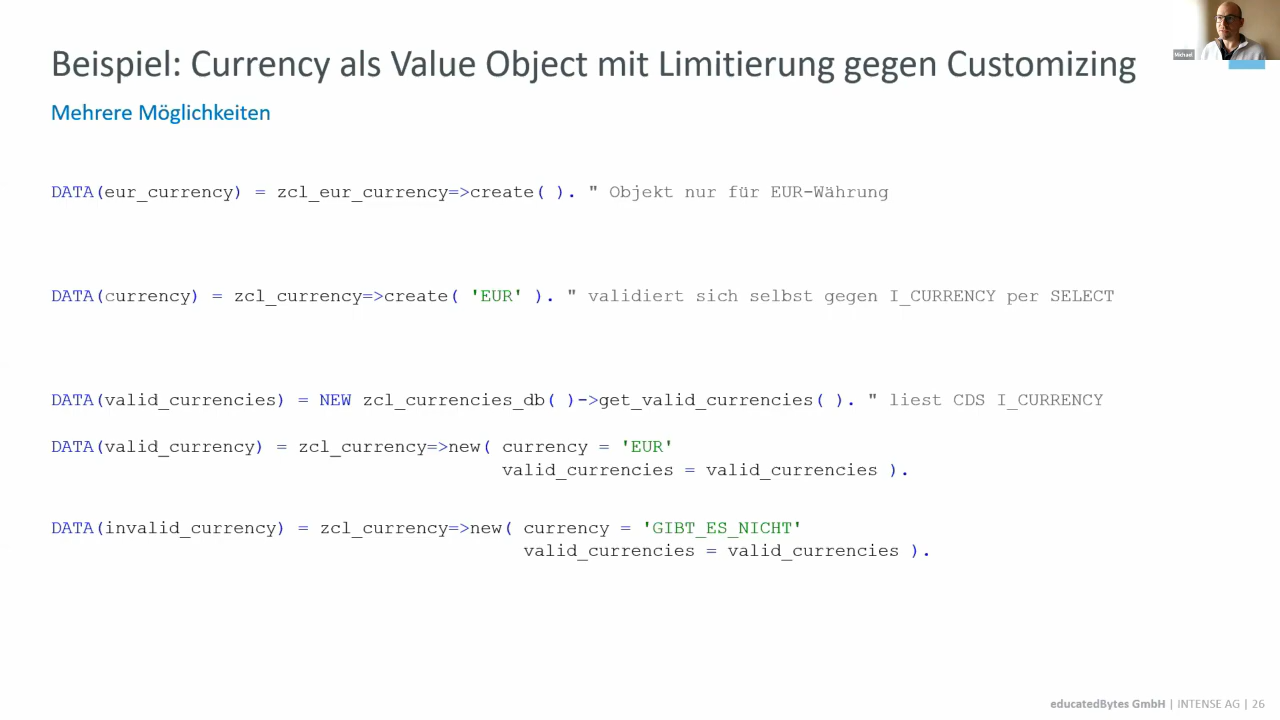 Michael
Beispiel: Currency als Value Object mit Limitierung gegen Customizing
Mehrere Möglichkeiten
DATA(eur_currency) = zcl_eur_currency=>create( ). " Objekt nur für EUR-Währung
DATA(currency) = zcl_currency=>create( 'EUR' ). " validiert sich selbst gegen I_CURRENCY per SELECT
DATA(valid_currencies) = NEW zcl_currencies_db( )->get_valid_currencies( ). " liest CDS I_CURRENCY
DATA(valid_currency) = zcl_currency=>new( currency = 'EUR'
valid_currencies = valid_currencies ).
DATA(invalid_currency) = zcl_currency=>new( currency = 'GIBT_ES_NICHT'
valid_currencies = valid_currencies ).
educatedBytes GmbH | INTENSE AG | 26